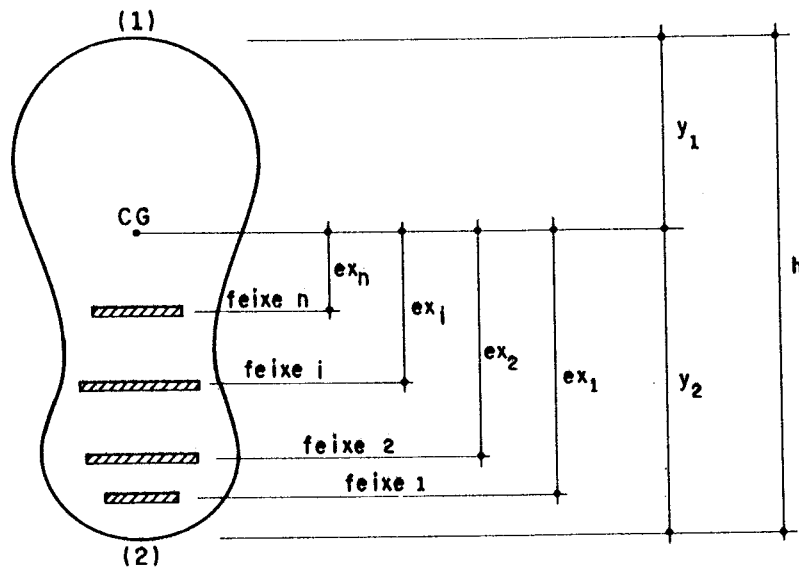 (1)
y₁
CG
exₙ
feixe n
exᵢ
h
ex₂
ex₁
feixe i
y₂
feixe 2
feixe 1
(2)